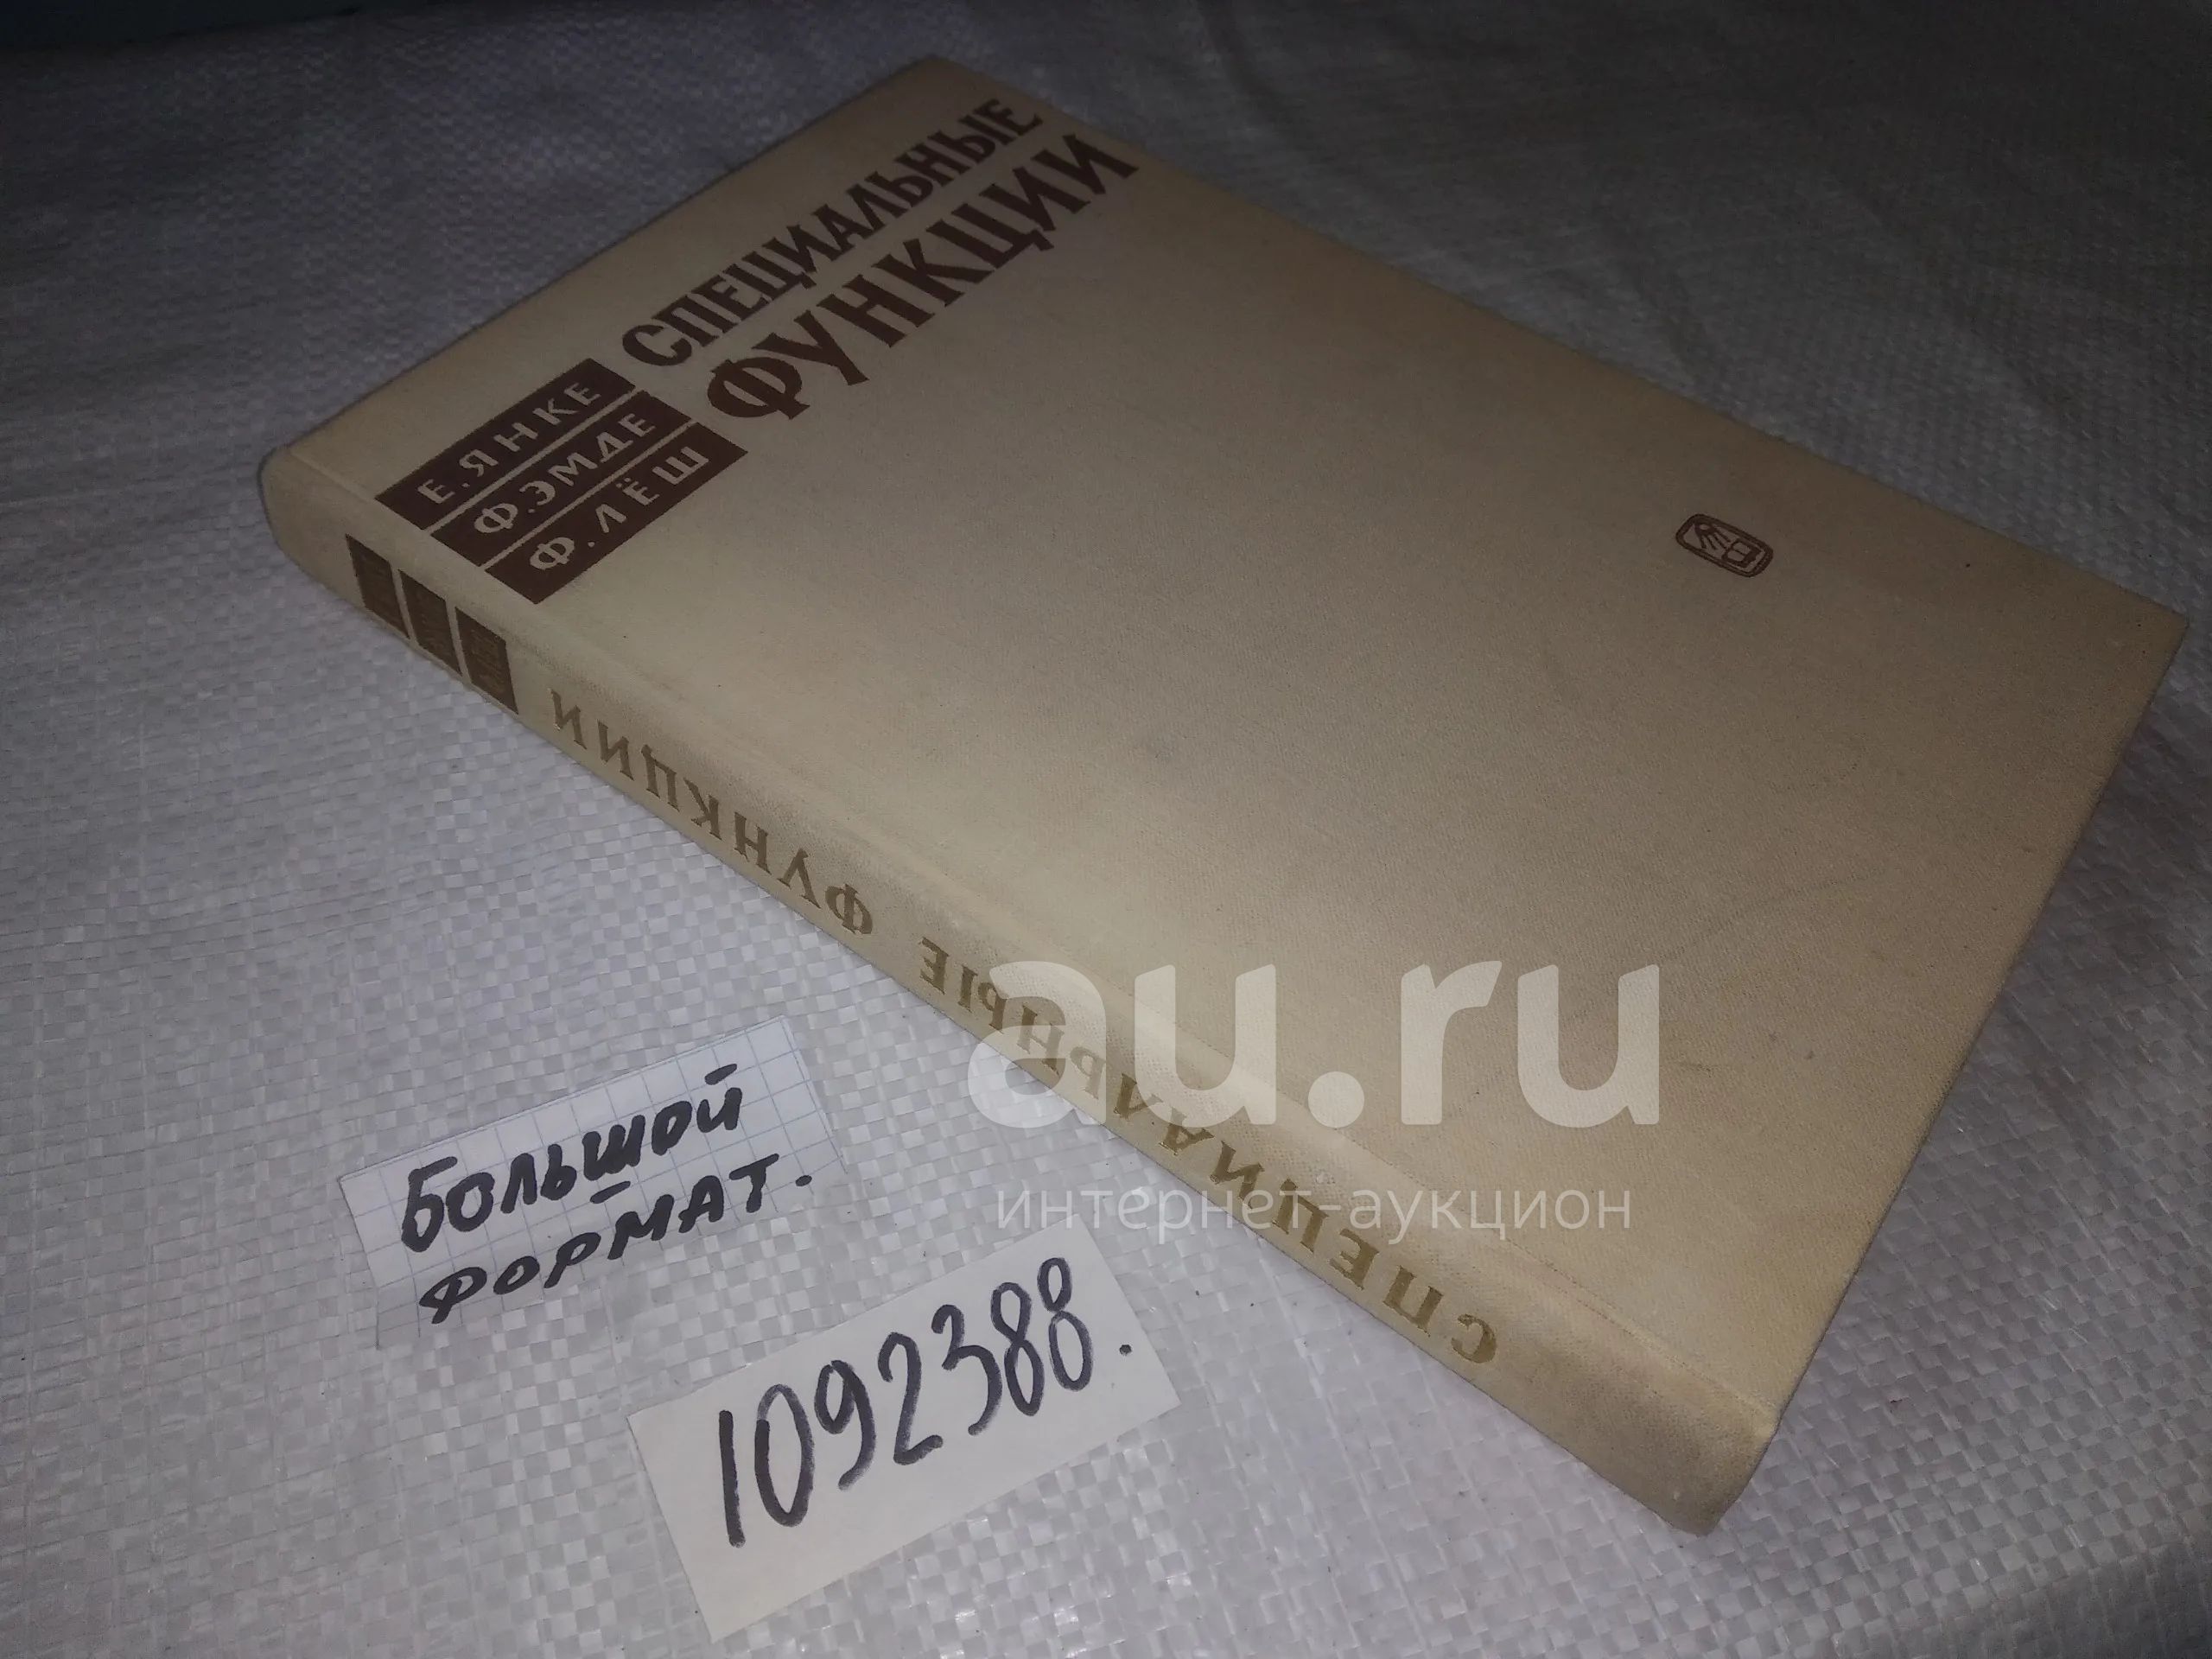 СПЕЦИАЛЬНЫЕ
ФУНКЦИИ
Е. ЯНКЕ
Ф. ЭМДЕ
Ф. ЛЁШ
СПЕЦИАЛЬНЫЕ ФУНКЦИИ
au.ru
интернет-аукцион
БОЛЬШОЙ
ФОРМАТ.
1092388.